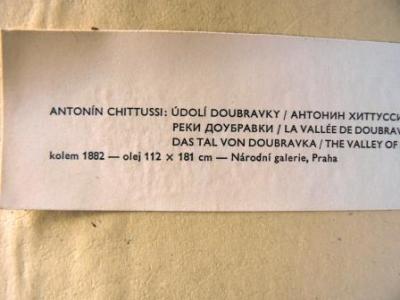 ANTONÍN CHITTUSSI: ÚDOLÍ DOUBRAVKY / АНТОНИН ХИТТУССИ
РЕКИ ДОУБРАВКИ / LA VALLÉE DE DOUBRAV
DAS TAL VON DOUBRAVKA / THE VALLEY OF
kolem 1882 — olej 112 × 181 cm — Národní galerie, Praha